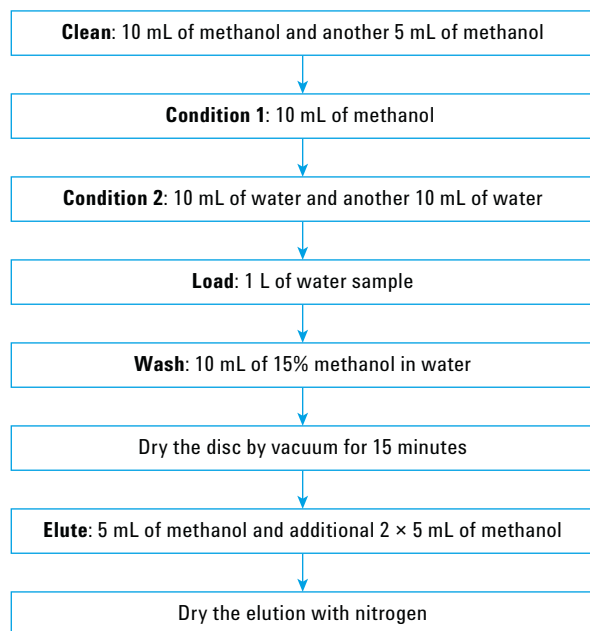 Clean: 10 mL of methanol and another 5 mL of methanol
Condition 1: 10 mL of methanol
Condition 2: 10 mL of water and another 10 mL of water
Load: 1 L of water sample
Wash: 10 mL of 15% methanol in water
Dry the disc by vacuum for 15 minutes
Elute: 5 mL of methanol and additional 2 × 5 mL of methanol
Dry the elution with nitrogen